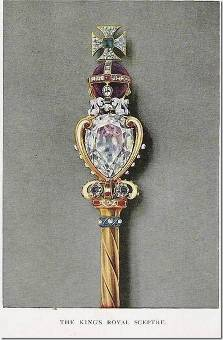 THE KING'S ROYAL SCEPTRE.